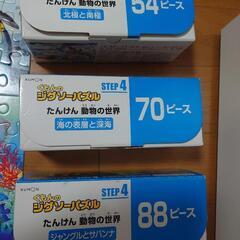 54ピース
たんけん 動物の世界
北極と南極
KUMON
くもんの
ジグソーパズル
STEP 4
たんけん 動物の世界
海の表層と深海
70ピース
KUMON
くもんの
ジグソーパズル
STEP 4
たんけん 動物の世界
ジャングルとサバンナ
88ピース